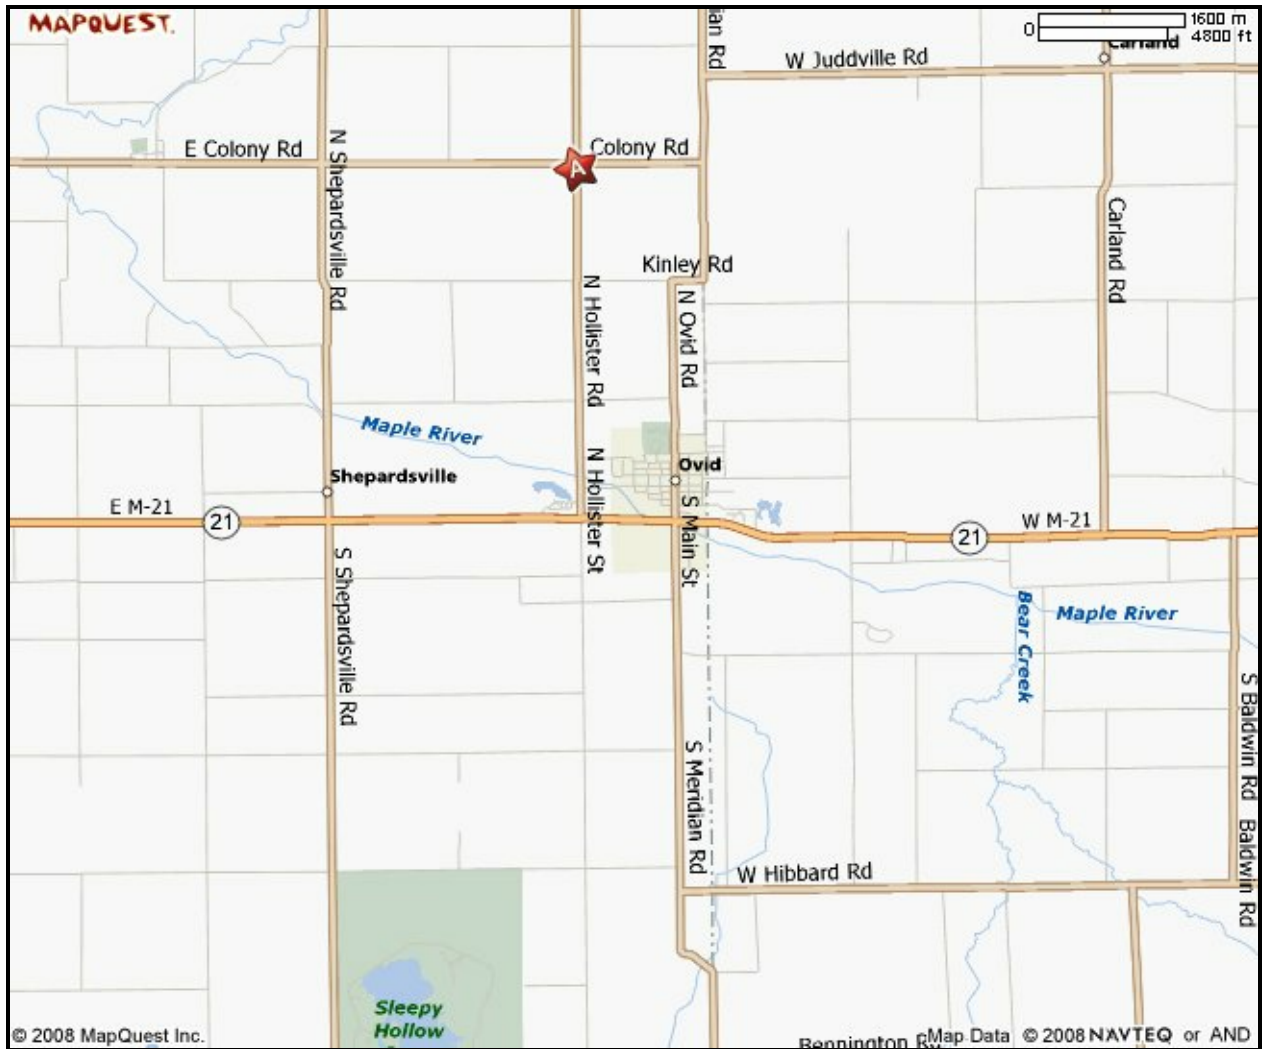 MAPQUEST.
ian Rd
0
1600 m
4800 ft
Carland
W Juddville Rd
E Colony Rd
Colony Rd
A
N Shepardsville Rd
Carland Rd
Kinley Rd
N Hollister Rd
N Ovid Rd
Maple River
Shepardsville
N Hollister St
Ovid
E M-21
21
S Main St
W M-21
21
S Shepardsville Rd
Bear Creek
Maple River
S Baldwin Rd
S Meridian Rd
Baldwin Rd
W Hibbard Rd
Sleepy
Hollow
© 2008 MapQuest Inc.
Bennington
Map Data © 2008 NAVTEQ or AND